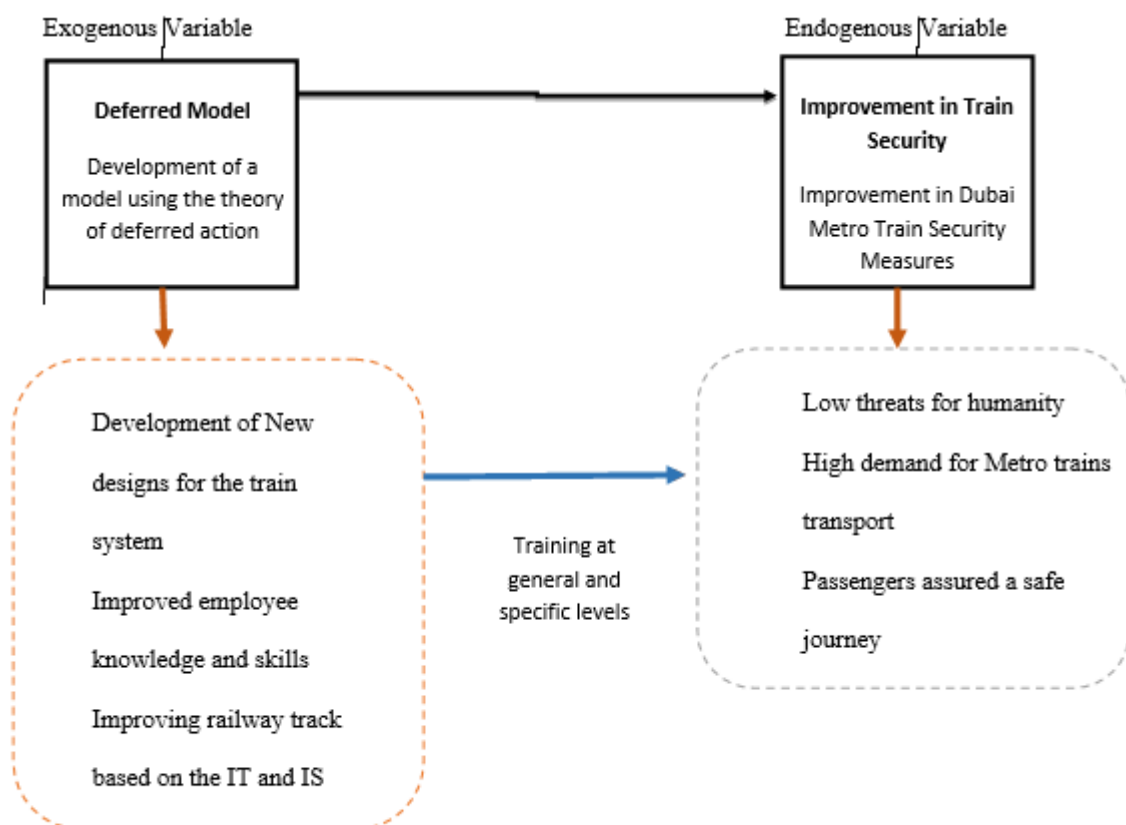 Exogenous Variable
Endogenous Variable
Deferred Model
Development of a
model using the theory
of deferred action
Improvement in Train
Security
Improvement in Dubai
Metro Train Security
Measures
Development of New
designs for the train
system
Improved employee
knowledge and skills
Improving railway track
based on the IT and IS
Training at
general and
specific levels
Low threats for humanity
High demand for Metro trains
transport
Passengers assured a safe
journey